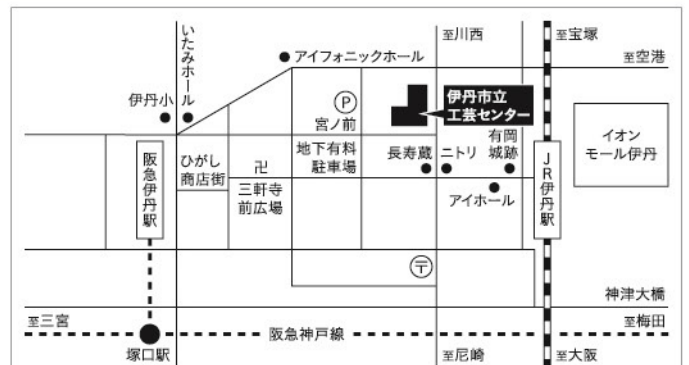 いたみホール
至川西
至宝塚
アイフォニックホール
至空港
伊丹小
P
伊丹市立
工芸センター
宮ノ前
地下有料
駐車場
阪急伊丹駅
ひがし
商店街
卍
三軒寺
前広場
長寿蔵
ニトリ
有岡
城跡
アイホール
JR伊丹駅
イオン
モール伊丹
〒
神津大橋
至三宮
阪急神戸線
至梅田
塚口駅
至尼崎
至大阪